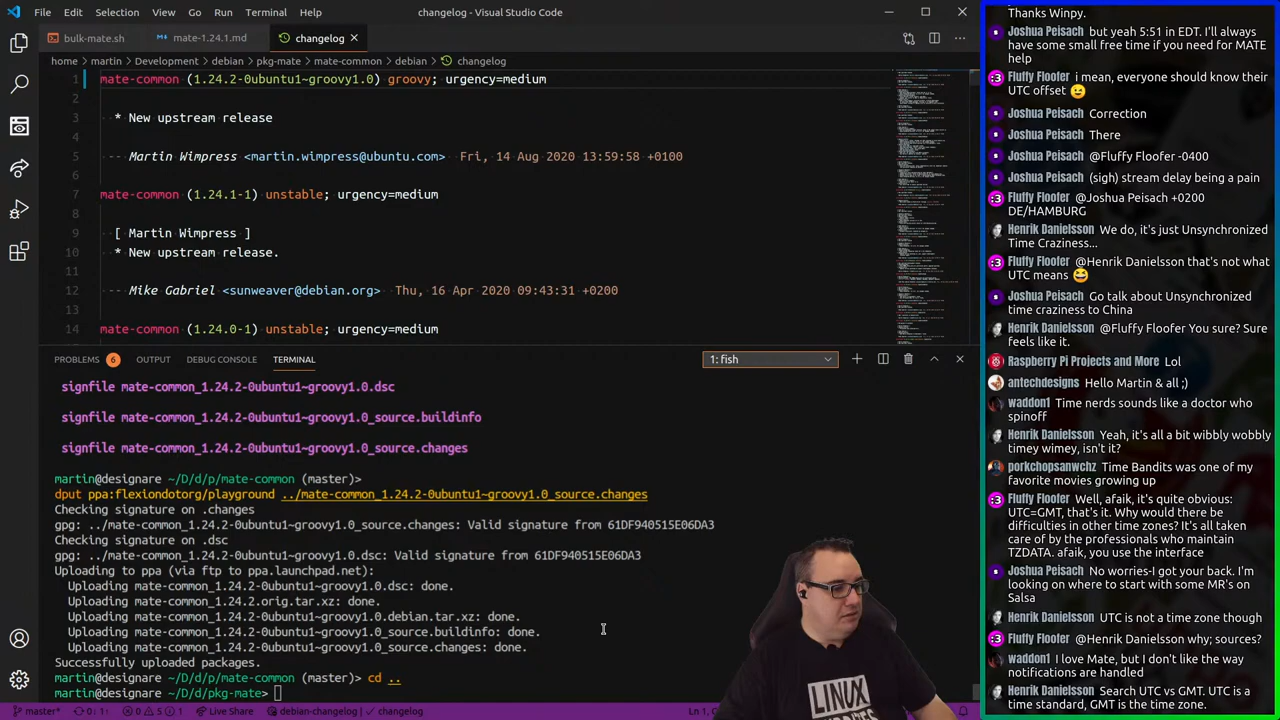 File Edit Selection View Go Run Terminal Help
changelog - Visual Studio Code
bulk-mate.sh
mate-1.24.1.md
changelog
home > martin > Development > debian > pkg-mate > mate-common > debian > changelog
1 mate-common (1.24.2-0ubuntu1~groovy1.0) groovy; urgency=medium
2
3 * New upstream release
4
5 -- Martin Wimpress <martin.wimpress@ubuntu.com> Fri, 14 Aug 2020 13:59:58 +0100
6
7 mate-common (1.24.1-1) unstable; urgency=medium
8
9 [ Martin Wimpress ]
10 * New upstream release.
11
12 -- Mike Gabriel <sunweaver@debian.org> Thu, 16 Apr 2020 09:43:31 +0200
13
14 mate-common (1.24.0-1) unstable; urgency=medium
PROBLEMS 6 OUTPUT DEBUG CONSOLE TERMINAL
1: fish
signfile mate-common_1.24.2-0ubuntu1~groovy1.0.dsc
signfile mate-common_1.24.2-0ubuntu1~groovy1.0_source.buildinfo
signfile mate-common_1.24.2-0ubuntu1~groovy1.0_source.changes
martin@designare ~/D/d/p/mate-common (master)>
dput ppa:flexiondotorg/playground ../mate-common_1.24.2-0ubuntu1~groovy1.0_source.changes
Checking signature on .changes
gpg: ../mate-common_1.24.2-0ubuntu1~groovy1.0_source.changes: Valid signature from 61DF940515E06DA3
Checking signature on .dsc
gpg: ../mate-common_1.24.2-0ubuntu1~groovy1.0.dsc: Valid signature from 61DF940515E06DA3
Uploading to ppa (via ftp to ppa.launchpad.net):
Uploading mate-common_1.24.2-0ubuntu1~groovy1.0.dsc: done.
Uploading mate-common_1.24.2.orig.tar.xz: done.
Uploading mate-common_1.24.2-0ubuntu1~groovy1.0.debian.tar.xz: done.
Uploading mate-common_1.24.2-0ubuntu1~groovy1.0_source.buildinfo: done.
Uploading mate-common_1.24.2-0ubuntu1~groovy1.0_source.changes: done.
Successfully uploaded packages.
martin@designare ~/D/d/p/mate-common (master)> cd ..
martin@designare ~/D/d/pkg-mate>
master* 0↓ 1↑ 0 5 1 Live Share debian-changelog | changelog
LINUX
Thanks Winpy.
Joshua Peisach but yeah 5:51 in EDT. I'll always
have some small free time if you need for MATE
help
Fluffy Floofer i mean, everyone should know their
UTC offset 😉
Joshua Peisach Correction
Joshua Peisach There
Joshua Peisach @Fluffy Floofer -0400
Joshua Peisach (sigh) stream delay being a pain
Fluffy Floofer @Joshua Peisach +0200
DE/HAMBURG
Henrik Danielsson We do, it's just Unsynchronized
Time Craziness...
Fluffy Floofer @Henrik Danielsson that's not what
UTC means 😆
Joshua Peisach Go talk about Unsynchronized
time craziness to China
Henrik Danielsson @Fluffy Floofer You sure? Sure
feels like it.
Raspberry Pi Projects and More Lol
antechdesigns Hello Martin & all ;)
waddon1 Time nerds sounds like a doctor who
spinoff
Henrik Danielsson Yeah, it's all a bit wibbly wobbly
timey wimey, isn't it?
porkchopsanwchz Time Bandits was one of my
favorite movies growing up
Fluffy Floofer Well, afaik, it's quite obvious:
UTC=GMT, that's it. Why would there be
difficulties in other time zones? It's all taken
care of by the professionals who maintain
TZDATA. afaik, you use the interface
Joshua Peisach No worries-I got your back. I'm
looking on where to start with some MR's on
Salsa
Henrik Danielsson UTC is not a time zone though
Fluffy Floofer @Henrik Danielsson why; sources?
waddon1 I love Mate, but I don't like the way
notifications are handled
Henrik Danielsson Search UTC vs GMT. UTC is a
time standard, GMT is the time zone.